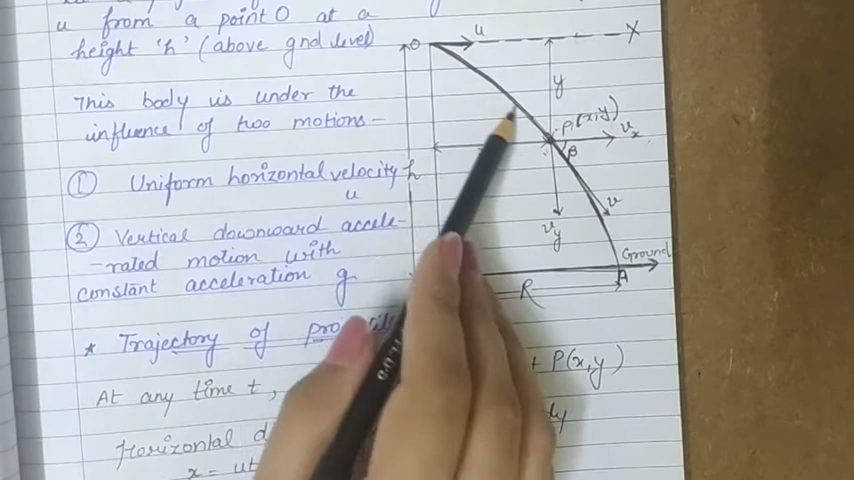 u from a point O at a
height 'h' (above gnd level)
This body is under the
influence of two motions -
① Uniform horizontal velocity
u
② Vertical downward accele-
-rated motion with
constant acceleration g
* Trajectory of
At any time t,
+ P(x,y)
Horizontal
x = ut
O
u
X
y
P(x,y)
vx
β
h
vy
v
Ground
A
R